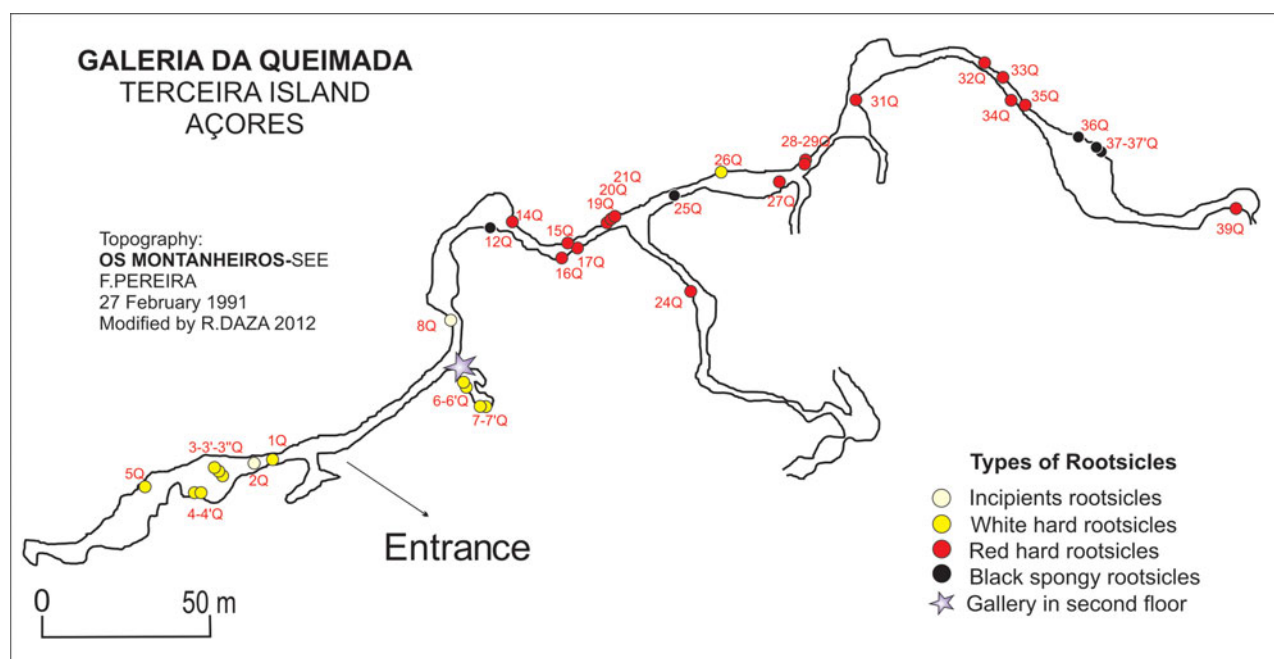 GALERIA DA QUEIMADA
TERCEIRA ISLAND
AÇORES
Topography:
OS MONTANHEIROS-SEE
F.PEREIRA
27 February 1991
Modified by R.DAZA 2012
32Q
33Q
34Q
35Q
31Q
36Q
37-37'Q
39Q
28-29Q
26Q
27Q
25Q
21Q
20Q
19Q
14Q
12Q
15Q
16Q
17Q
24Q
8Q
6-6'Q
7-7'Q
1Q
3-3'-3"Q
2Q
5Q
4-4'Q
Entrance
0 50 m
Types of Rootsicles
Incipients rootsicles
White hard rootsicles
Red hard rootsicles
Black spongy rootsicles
Gallery in second floor